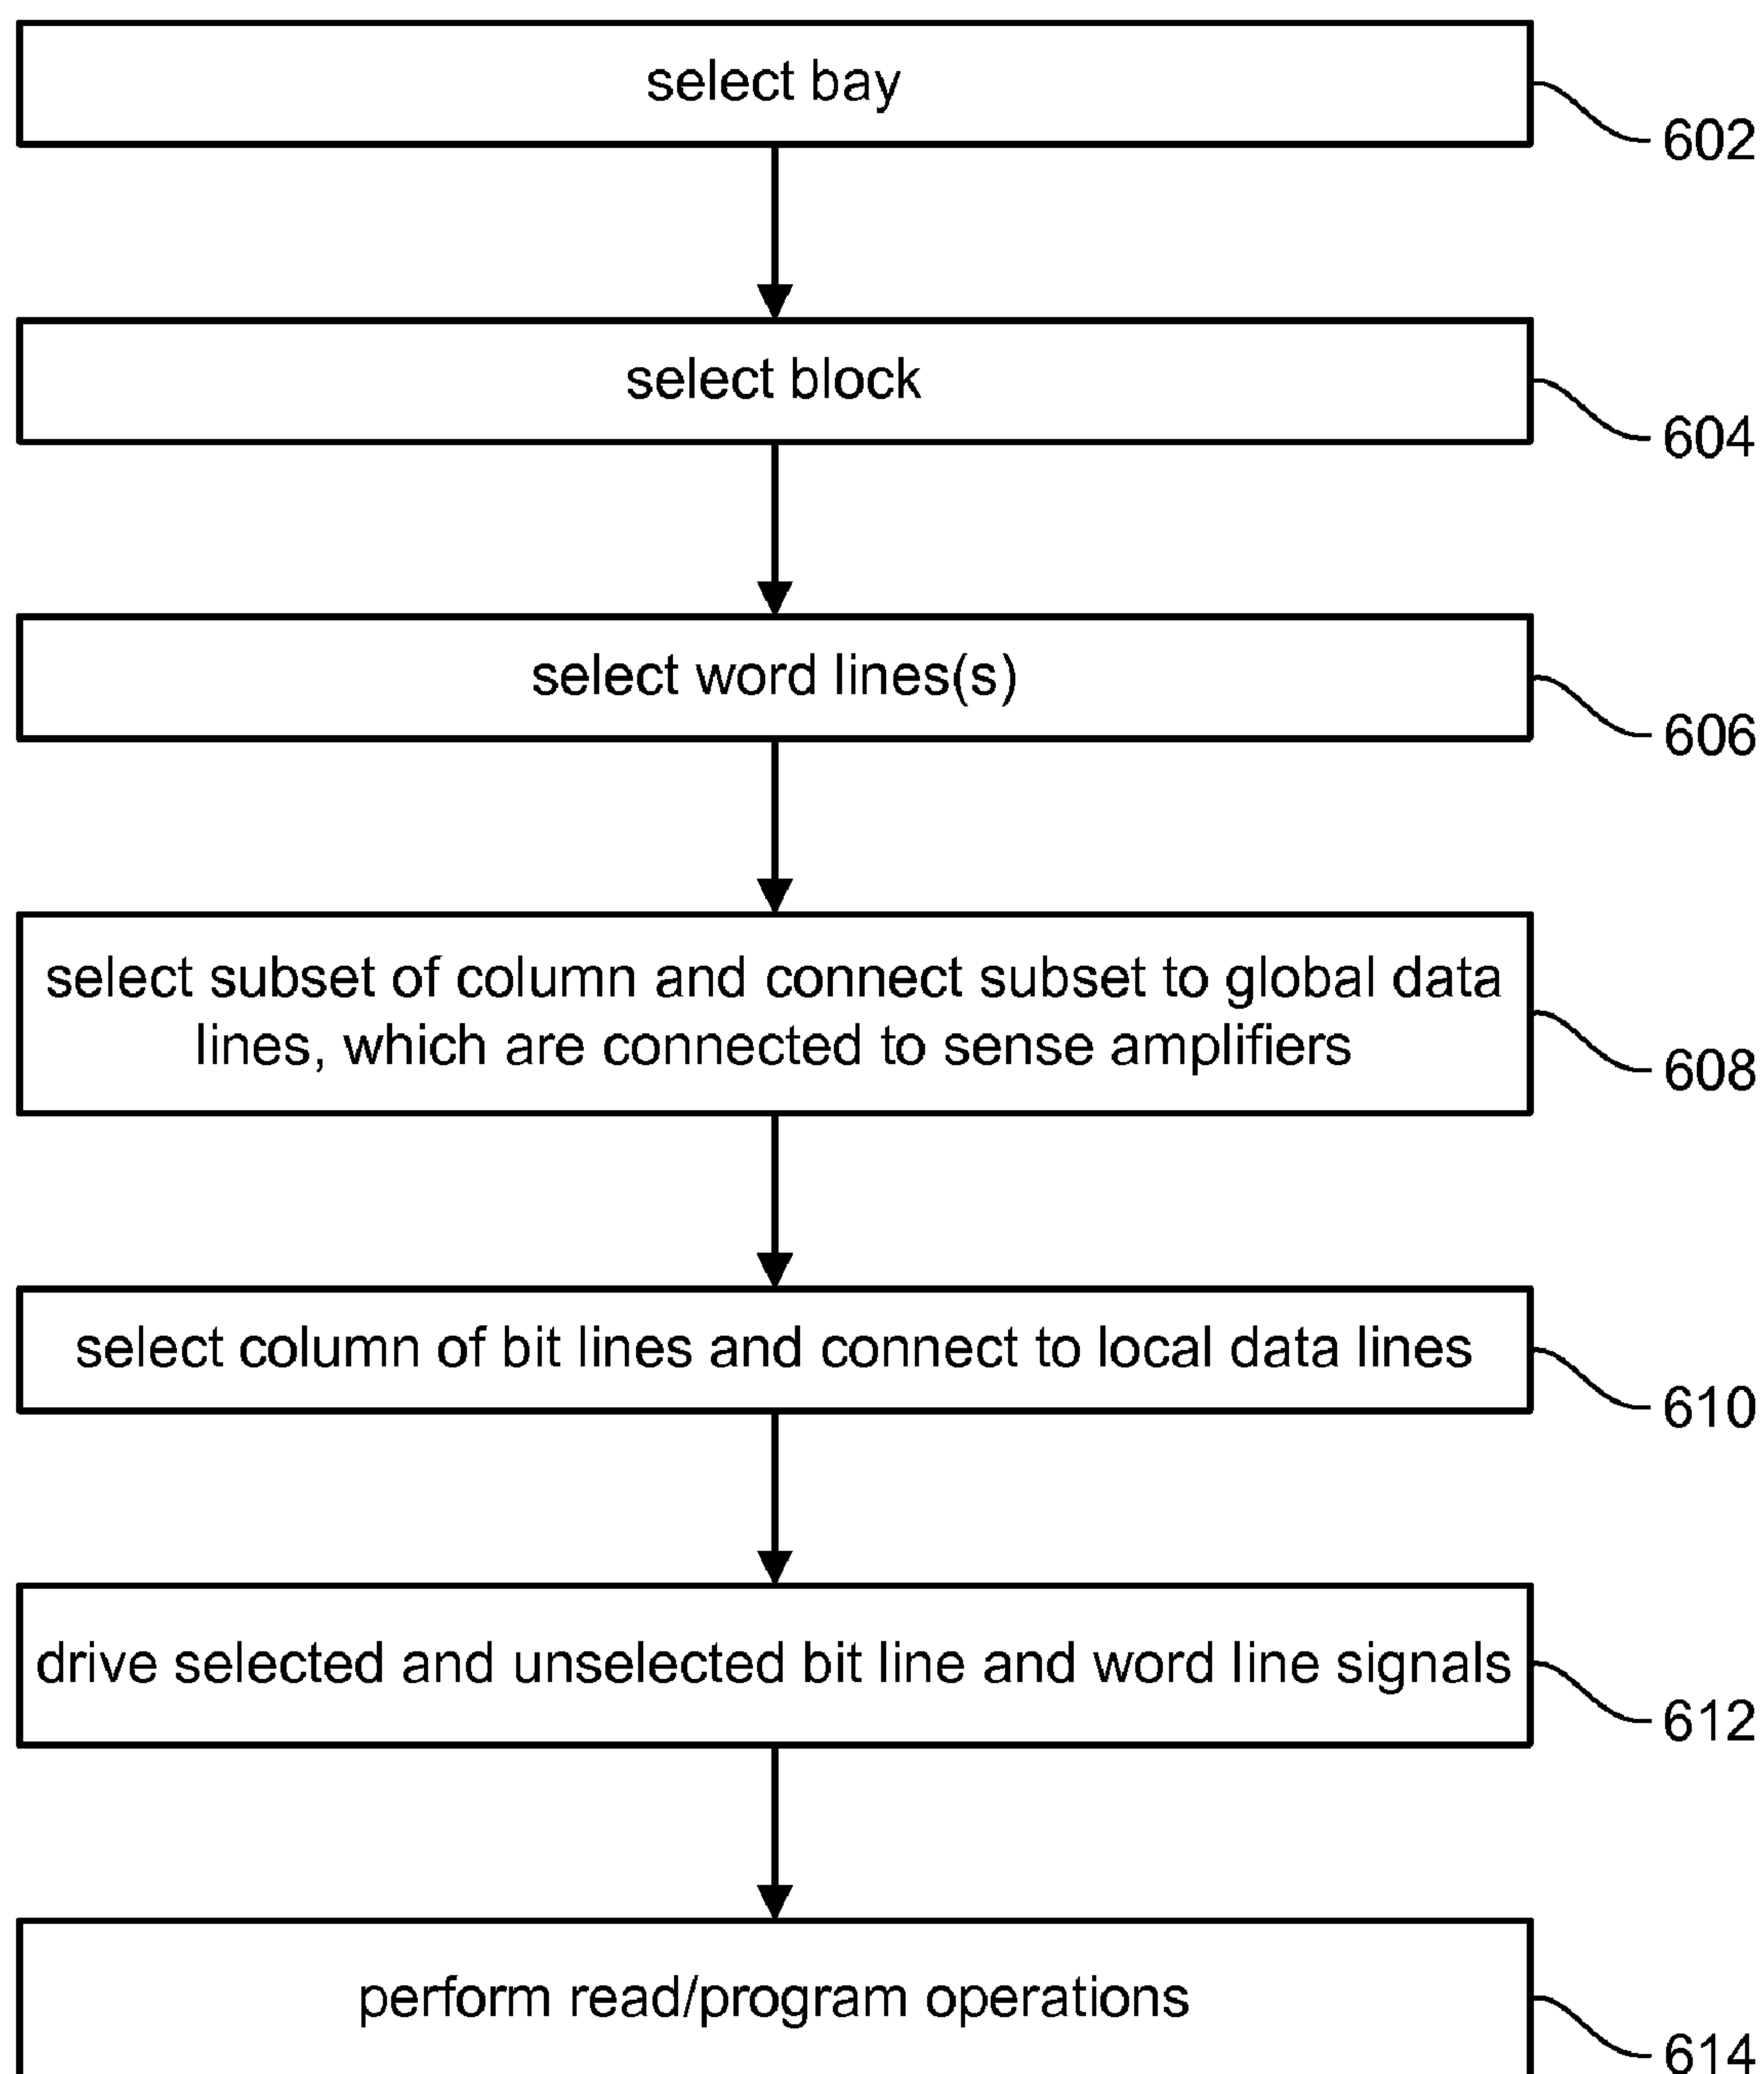 select bay
602
select block
604
select word lines(s)
606
select subset of column and connect subset to global data
lines, which are connected to sense amplifiers
608
select column of bit lines and connect to local data lines
610
drive selected and unselected bit line and word line signals
612
perform read/program operations
614